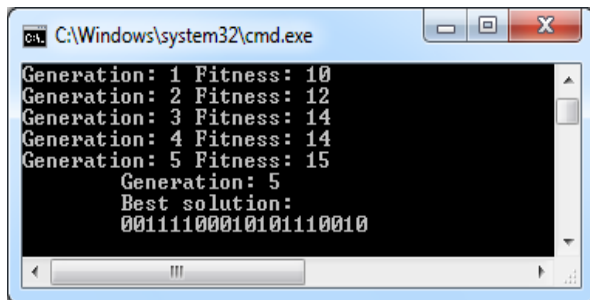 C:\Windows\system32\cmd.exe
Generation: 1 Fitness: 10
Generation: 2 Fitness: 12
Generation: 3 Fitness: 14
Generation: 4 Fitness: 14
Generation: 5 Fitness: 15
Generation: 5
Best solution:
00111100010101110010